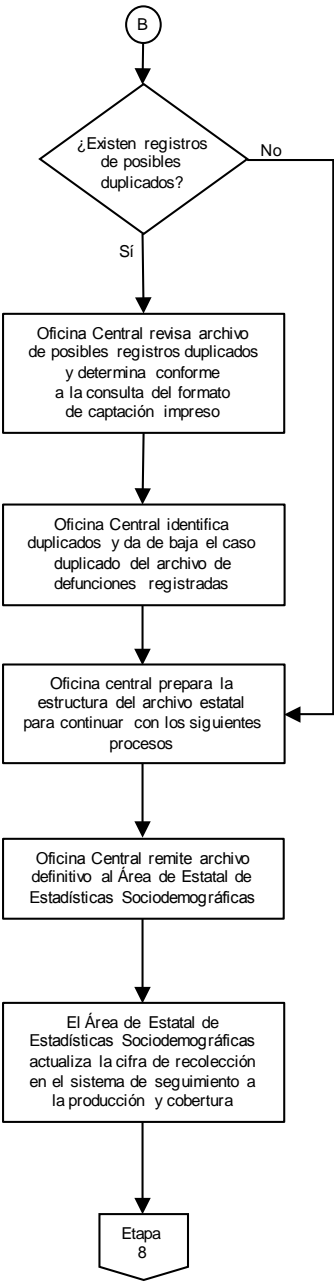 B
¿Existen registros
de posibles
duplicados?
No
Sí
Oficina Central revisa archivo
de posibles registros duplicados
y determina conforme
a la consulta del formato
de captación impreso
Oficina Central identifica
duplicados y da de baja el caso
duplicado del archivo de
defunciones registradas
Oficina central prepara la
estructura del archivo estatal
para continuar con los siguientes
procesos
Oficina Central remite archivo
definitivo al Área de Estatal de
Estadísticas Sociodemográficas
El Área de Estatal de
Estadísticas Sociodemográficas
actualiza la cifra de recolección
en el sistema de seguimiento a
la producción y cobertura
Etapa
8